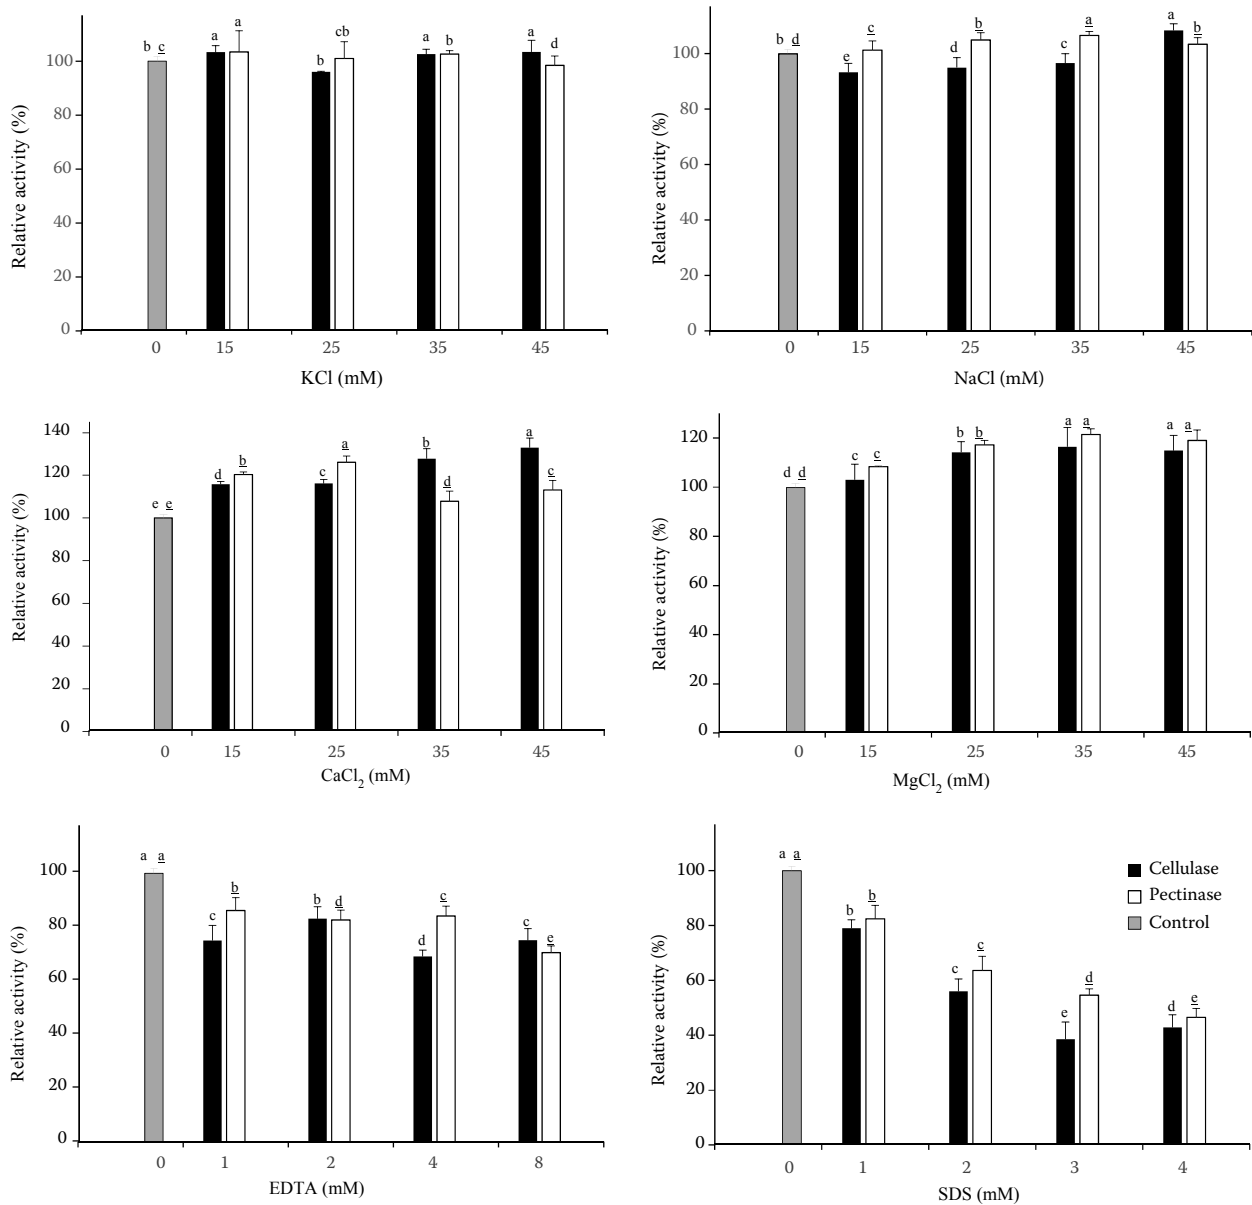 b c a a b cb a b a d
100
80
60
40
20
0
Relative activity (%)
0 15 25 35 45
KCl (mM)
b d e c d b c a a b
100
80
60
40
20
0
Relative activity (%)
0 15 25 35 45
NaCl (mM)
e e d b c a b d a c
140
120
100
80
60
40
20
0
Relative activity (%)
0 15 25 35 45
CaCl2 (mM)
d d c c b b a a a a
120
100
80
60
40
20
0
Relative activity (%)
0 15 25 35 45
MgCl2 (mM)
a a c b b d d c c e
100
80
60
40
20
0
Relative activity (%)
0 1 2 4 8
EDTA (mM)
a a b b c c e d d e
100
80
60
40
20
0
Relative activity (%)
0 1 2 3 4
SDS (mM)
Cellulase
Pectinase
Control